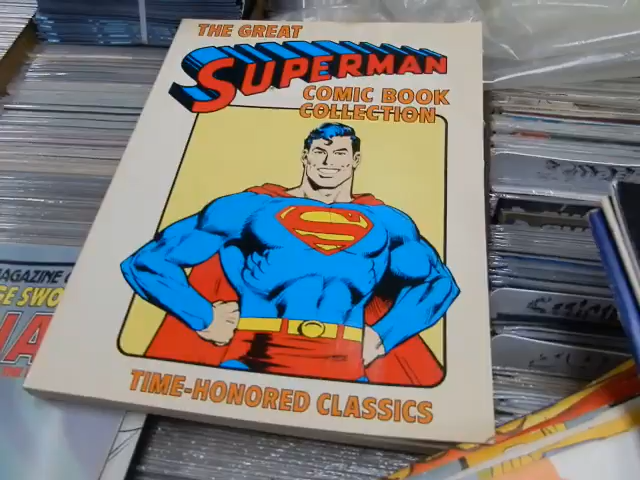 THE GREAT
SUPERMAN
COMIC BOOK
COLLECTION
S
TIME-HONORED CLASSICS
MAGAZINE
GE SWO